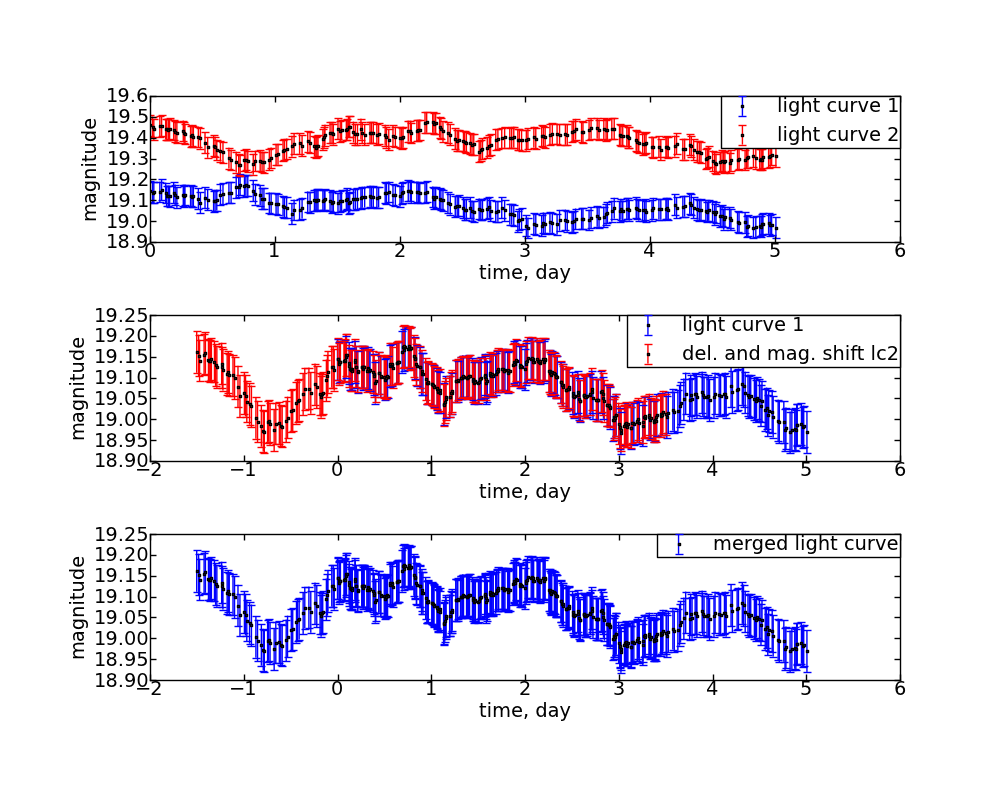 19.6
19.5
19.4
19.3
19.2
19.1
19.0
18.9
magnitude
light curve 1
light curve 2
0 1 2 3 4 5 6
time, day
19.25
19.20
19.15
19.10
19.05
19.00
18.95
18.90
magnitude
light curve 1
del. and mag. shift lc2
−2 −1 0 1 2 3 4 5 6
time, day
19.25
19.20
19.15
19.10
19.05
19.00
18.95
18.90
magnitude
merged light curve
−2 −1 0 1 2 3 4 5 6
time, day